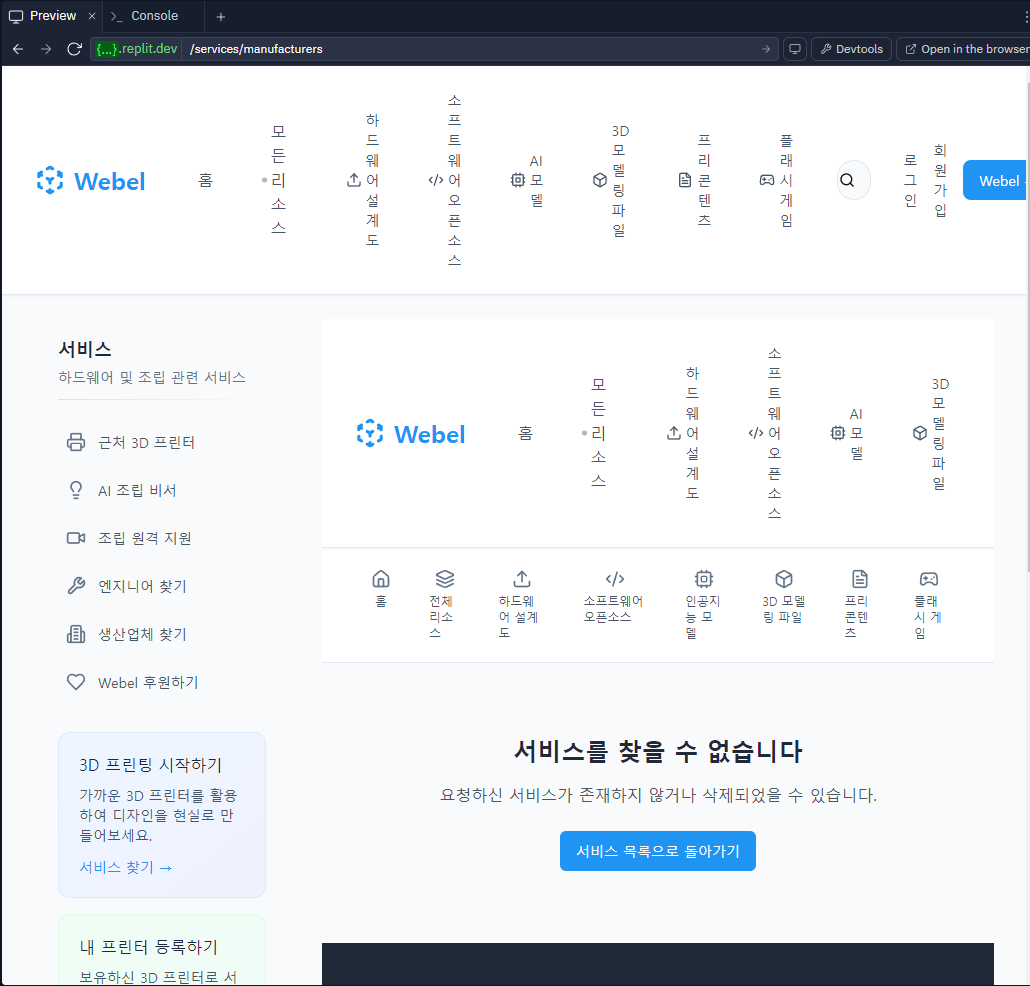 Preview
Console
{...}.replit.dev
/services/manufacturers
Devtools
Open in the browser
Webel
홈
모든리소스
하드웨어설계도
소프트웨어오픈소스
AI모델
3D모델링파일
프리콘텐츠
플래시게임
로그인
회원가입
Webel
서비스
하드웨어 및 조립 관련 서비스
근처 3D 프린터
AI 조립 비서
조립 원격 지원
엔지니어 찾기
생산업체 찾기
Webel 후원하기
3D 프린팅 시작하기
가까운 3D 프린터를 활용
하여 디자인을 현실로 만
들어보세요.
서비스 찾기 →
내 프린터 등록하기
보유하신 3D 프린터로 서
Webel
홈
모든리소스
하드웨어설계도
소프트웨어오픈소스
AI모델
3D모델링파일
홈
전체
리소
스
하드웨
어 설계
도
소프트웨어
오픈소스
인공지
능 모
델
3D 모델
링 파일
프리
콘텐
츠
플래
시 게
임
서비스를 찾을 수 없습니다
요청하신 서비스가 존재하지 않거나 삭제되었을 수 있습니다.
서비스 목록으로 돌아가기